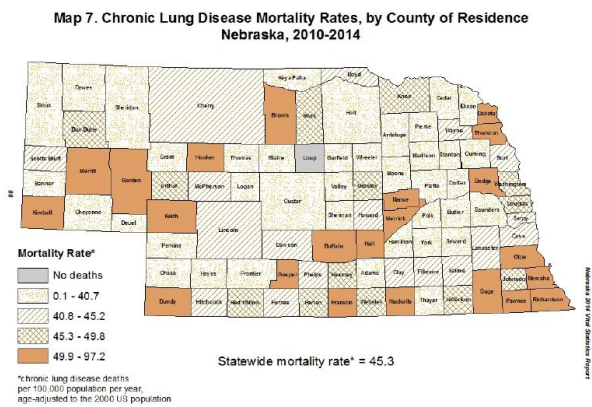 Map 7. Chronic Lung Disease Mortality Rates, by County of Residence
Nebraska, 2010-2014
Boyd
Keya Paha
Knox
Cedar
Dixon
Dakota
Dawes
Sioux
Sheridan
Cherry
Brown
Rock
Holt
Antelope
Pierce
Wayne
Thurston
Box Butte
Scotts Bluff
Morrill
Garden
Grant
Hooker
Thomas
Blaine
Loup
Garfield
Wheeler
Boone
Madison
Stanton
Cuming
Burt
Banner
Arthur
McPherson
Logan
Custer
Valley
Greeley
Platte
Colfax
Dodge
Washington
Nance
Kimball
Cheyenne
Deuel
Keith
Lincoln
Sherman
Howard
Merrick
Polk
Butler
Saunders
Douglas
Sarpy
Perkins
Dawson
Buffalo
Hall
Hamilton
York
Seward
Lancaster
Cass
Otoe
Chase
Hayes
Frontier
Gosper
Phelps
Kearney
Adams
Clay
Fillmore
Saline
Gage
Johnson
Nemaha
Dundy
Hitchcock
Red Willow
Furnas
Harlan
Franklin
Webster
Nuckolls
Thayer
Jefferson
Pawnee
Richardson
88
Mortality Rate*
No deaths
0.1 - 40.7
40.8 - 45.2
45.3 - 49.8
49.9 - 97.2
Statewide mortality rate* = 45.3
*chronic lung disease deaths
per 100,000 population per year,
age-adjusted to the 2000 US population
Nebraska 2014 Vital Statistics Report